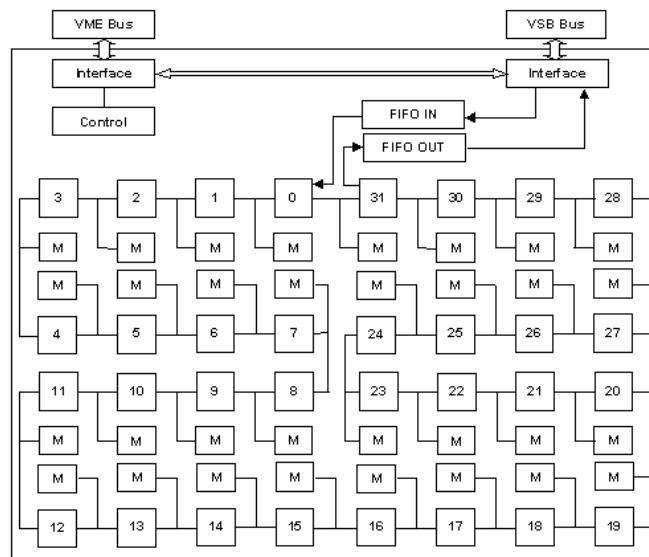 VME Bus VSB Bus
Interface Interface
Control FIFO IN
FIFO OUT
3 2 1 0 31 30 29 28
M M M M M M M M
M M M M M M M M
4 5 6 7 24 25 26 27
11 10 9 8 23 22 21 20
M M M M M M M M
M M M M M M M M
12 13 14 15 16 17 18 19